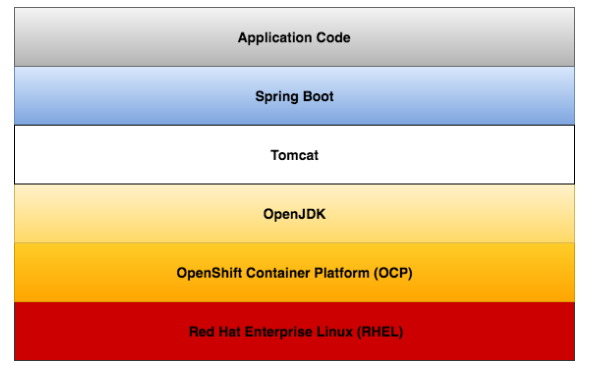 Application Code
Spring Boot
Tomcat
OpenJDK
OpenShift Container Platform (OCP)
Red Hat Enterprise Linux (RHEL)